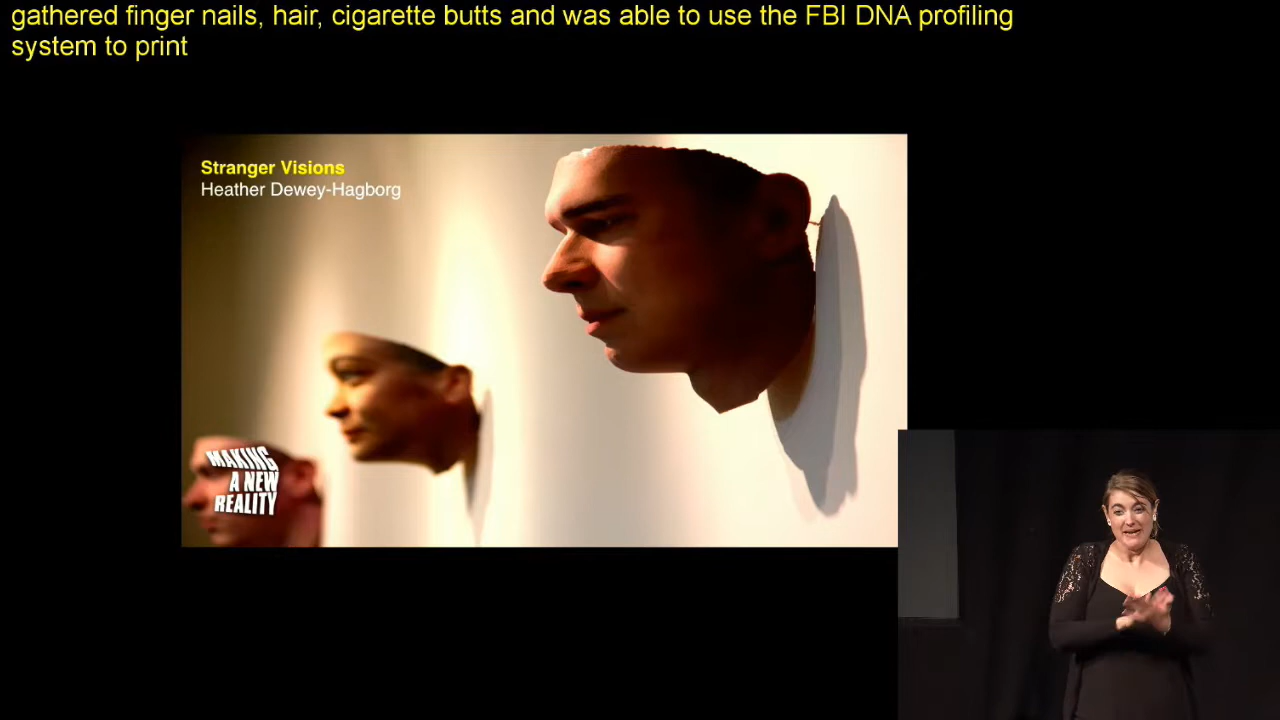 gathered finger nails, hair, cigarette butts and was able to use the FBI DNA profiling
system to print
Stranger Visions
Heather Dewey-Hagborg
MAKING
A NEW
REALITY